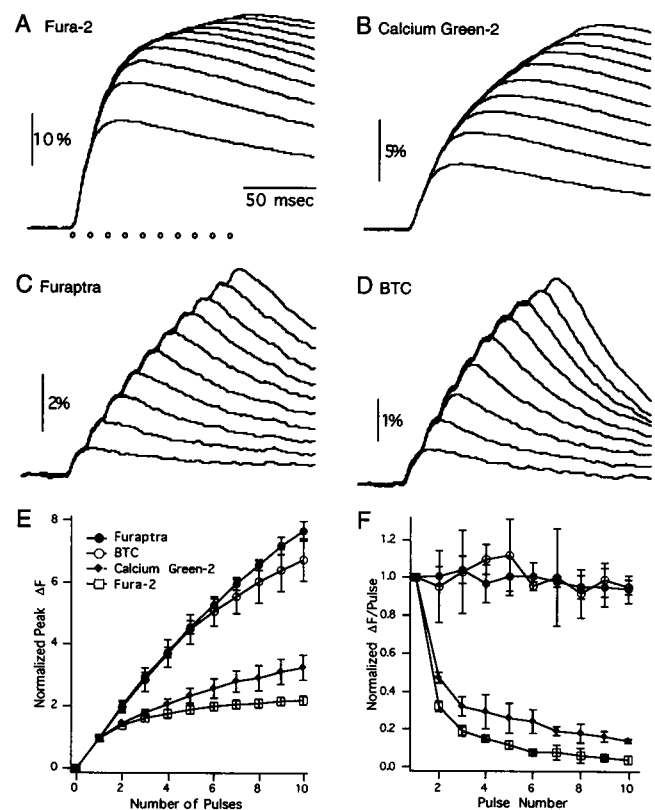 A Fura-2
10%
50 msec
B Calcium Green-2
5%
C Furaptra
2%
D BTC
1%
E
Normalized Peak ΔF
8
6
4
2
0
Furaptra
BTC
Calcium Green-2
Fura-2
0 2 4 6 8 10
Number of Pulses
F
Normalized ΔF/Pulse
1.2
1.0
0.8
0.6
0.4
0.2
0.0
0 2 4 6 8 10
Pulse Number